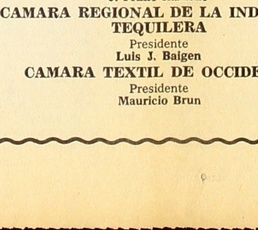 CAMARA REGIONAL DE LA IND
TEQUILERA
Presidente
Luis J. Baigen
CAMARA TEXTIL DE OCCIDE
Presidente
Mauricio Brun